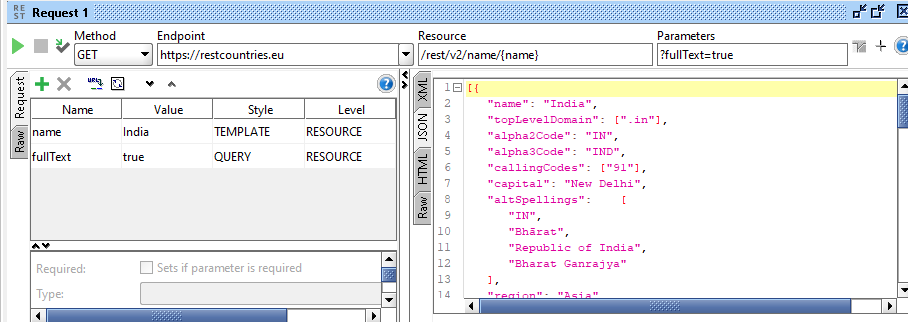 RE
ST
Request 1
Method
Endpoint
Resource
Parameters
GET
https://restcountries.eu
/rest/v2/name/{name}
?fullText=true
Request
Raw
Name Value Style Level
name India TEMPLATE RESOURCE
fullText true QUERY RESOURCE
Required: Sets if parameter is required
Type:
XML
JSON
HTML
Raw
1 [{
2 "name": "India",
3 "topLevelDomain": [".in"],
4 "alpha2Code": "IN",
5 "alpha3Code": "IND",
6 "callingCodes": ["91"],
7 "capital": "New Delhi",
8 "altSpellings": [
9 "IN",
10 "Bhārat",
11 "Republic of India",
12 "Bharat Ganrajya"
13 ],
14 "region": "Asia"